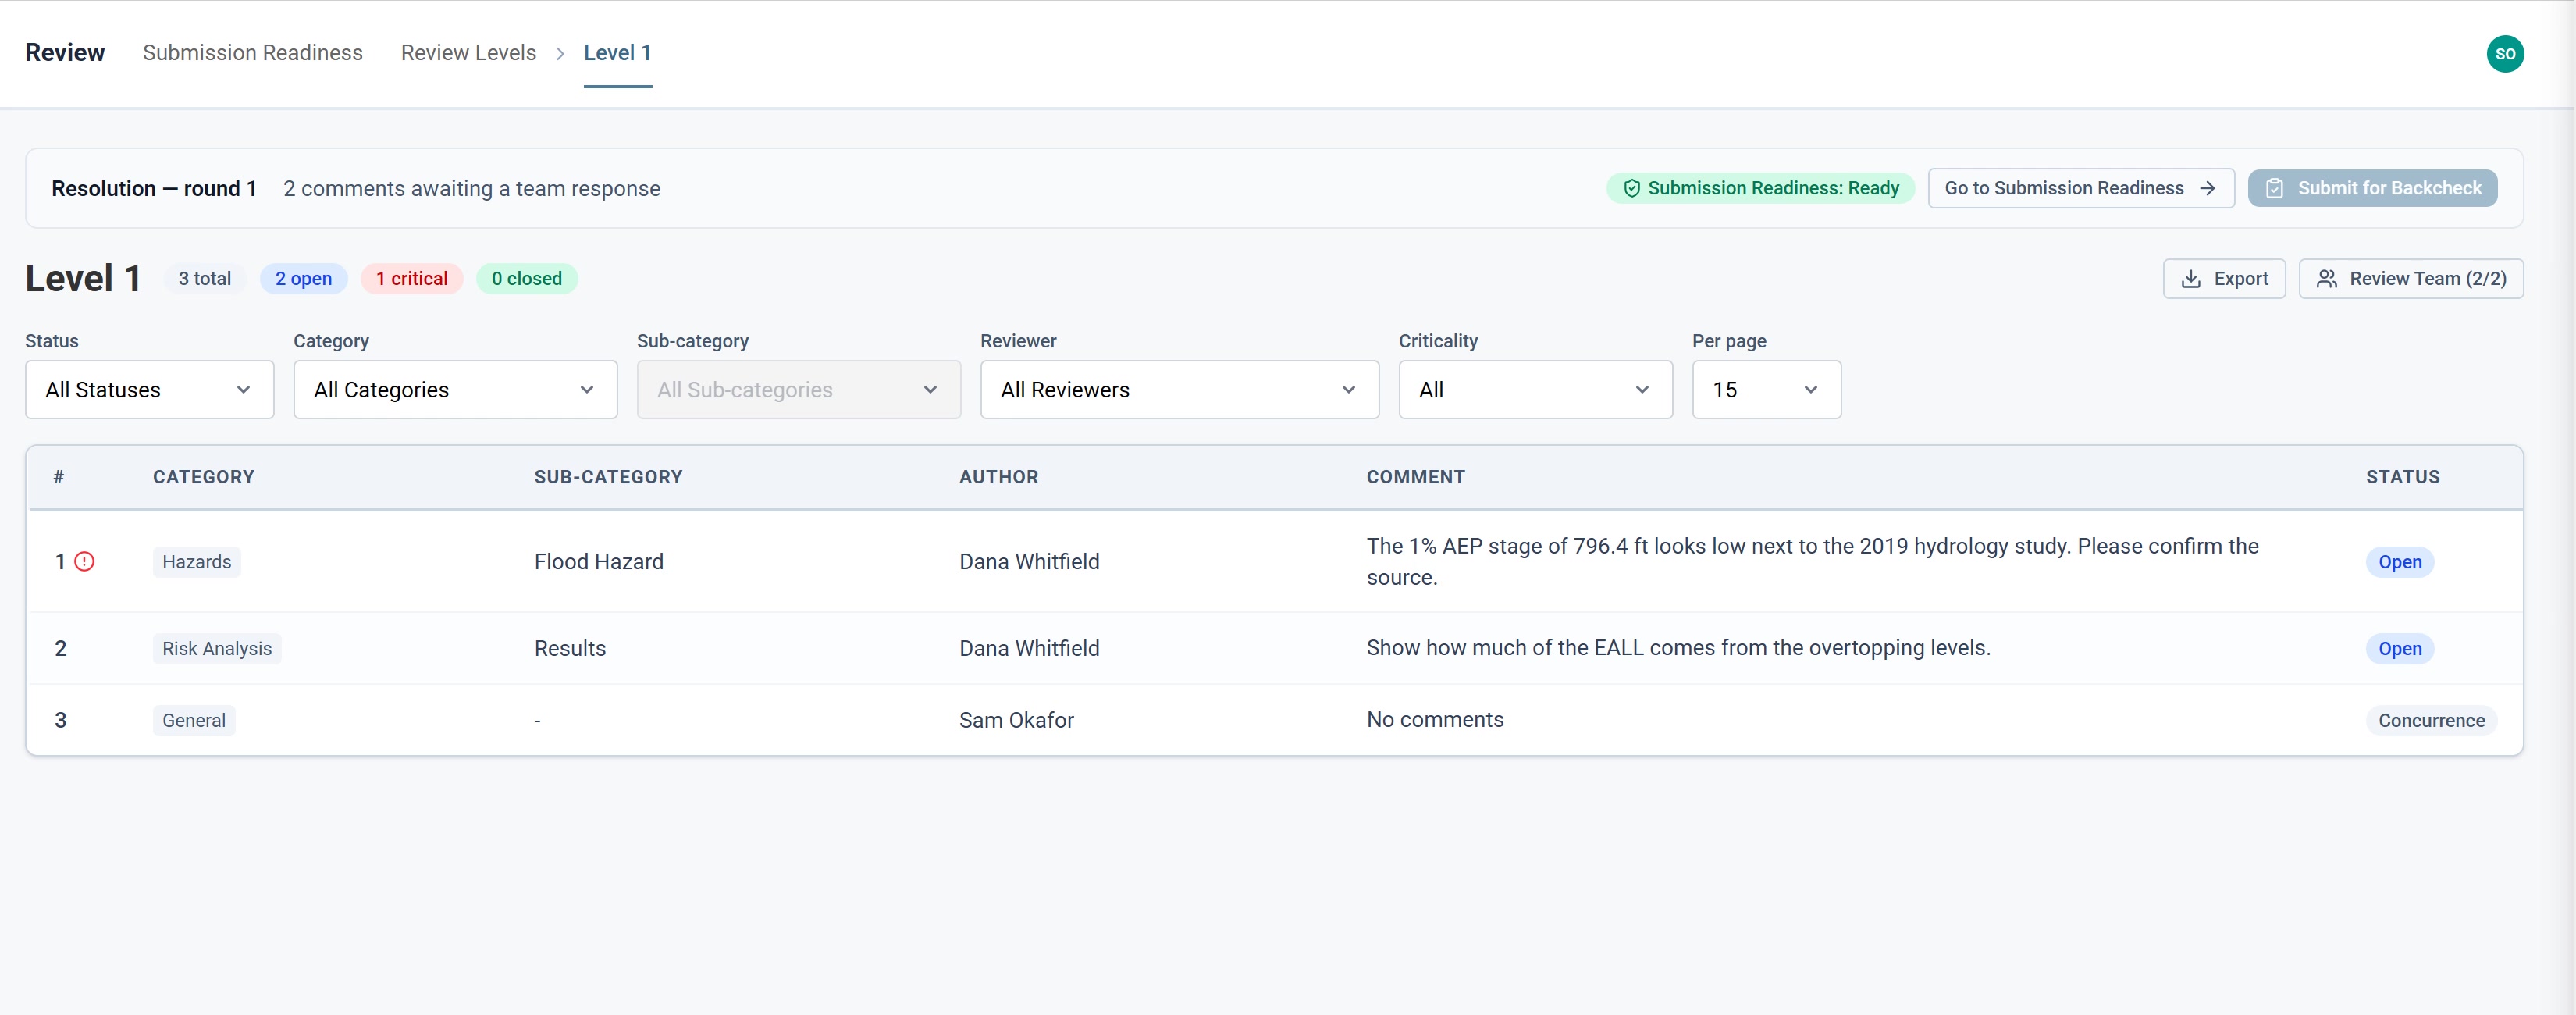 Review Submission Readiness Review Levels Level 1 SO
Resolution — round 1 2 comments awaiting a team response Submission Readiness: Ready Go to Submission Readiness Submit for Backcheck
Level 1 3 total 2 open 1 critical 0 closed Export Review Team (2/2)
Status Category Sub-category Reviewer Criticality Per page
All Statuses All Categories All Sub-categories All Reviewers All 15
# CATEGORY SUB-CATEGORY AUTHOR COMMENT STATUS
1 Hazards Flood Hazard Dana Whitfield The 1% AEP stage of 796.4 ft looks low next to the 2019 hydrology study. Please confirm the
source. Open
2 Risk Analysis Results Dana Whitfield Show how much of the EALL comes from the overtopping levels. Open
3 General - Sam Okafor No comments Concurrence